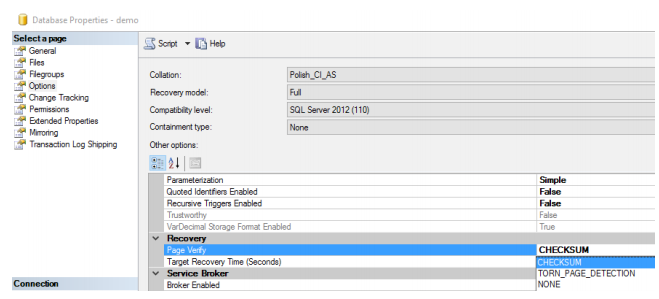 Database Properties - demo
Select a page
General
Files
Filegroups
Options
Change Tracking
Permissions
Extended Properties
Mirroring
Transaction Log Shipping
Connection
Script Help
Collation: Polish_CI_AS
Recovery model: Full
Compatibility level: SQL Server 2012 (110)
Containment type: None
Other options:
Parameterization Simple
Quoted Identifiers Enabled False
Recursive Triggers Enabled False
Trustworthy False
VarDecimal Storage Format Enabled True
Recovery
Page Verify CHECKSUM
Target Recovery Time (Seconds) CHECKSUM
Service Broker TORN_PAGE_DETECTION
Broker Enabled NONE